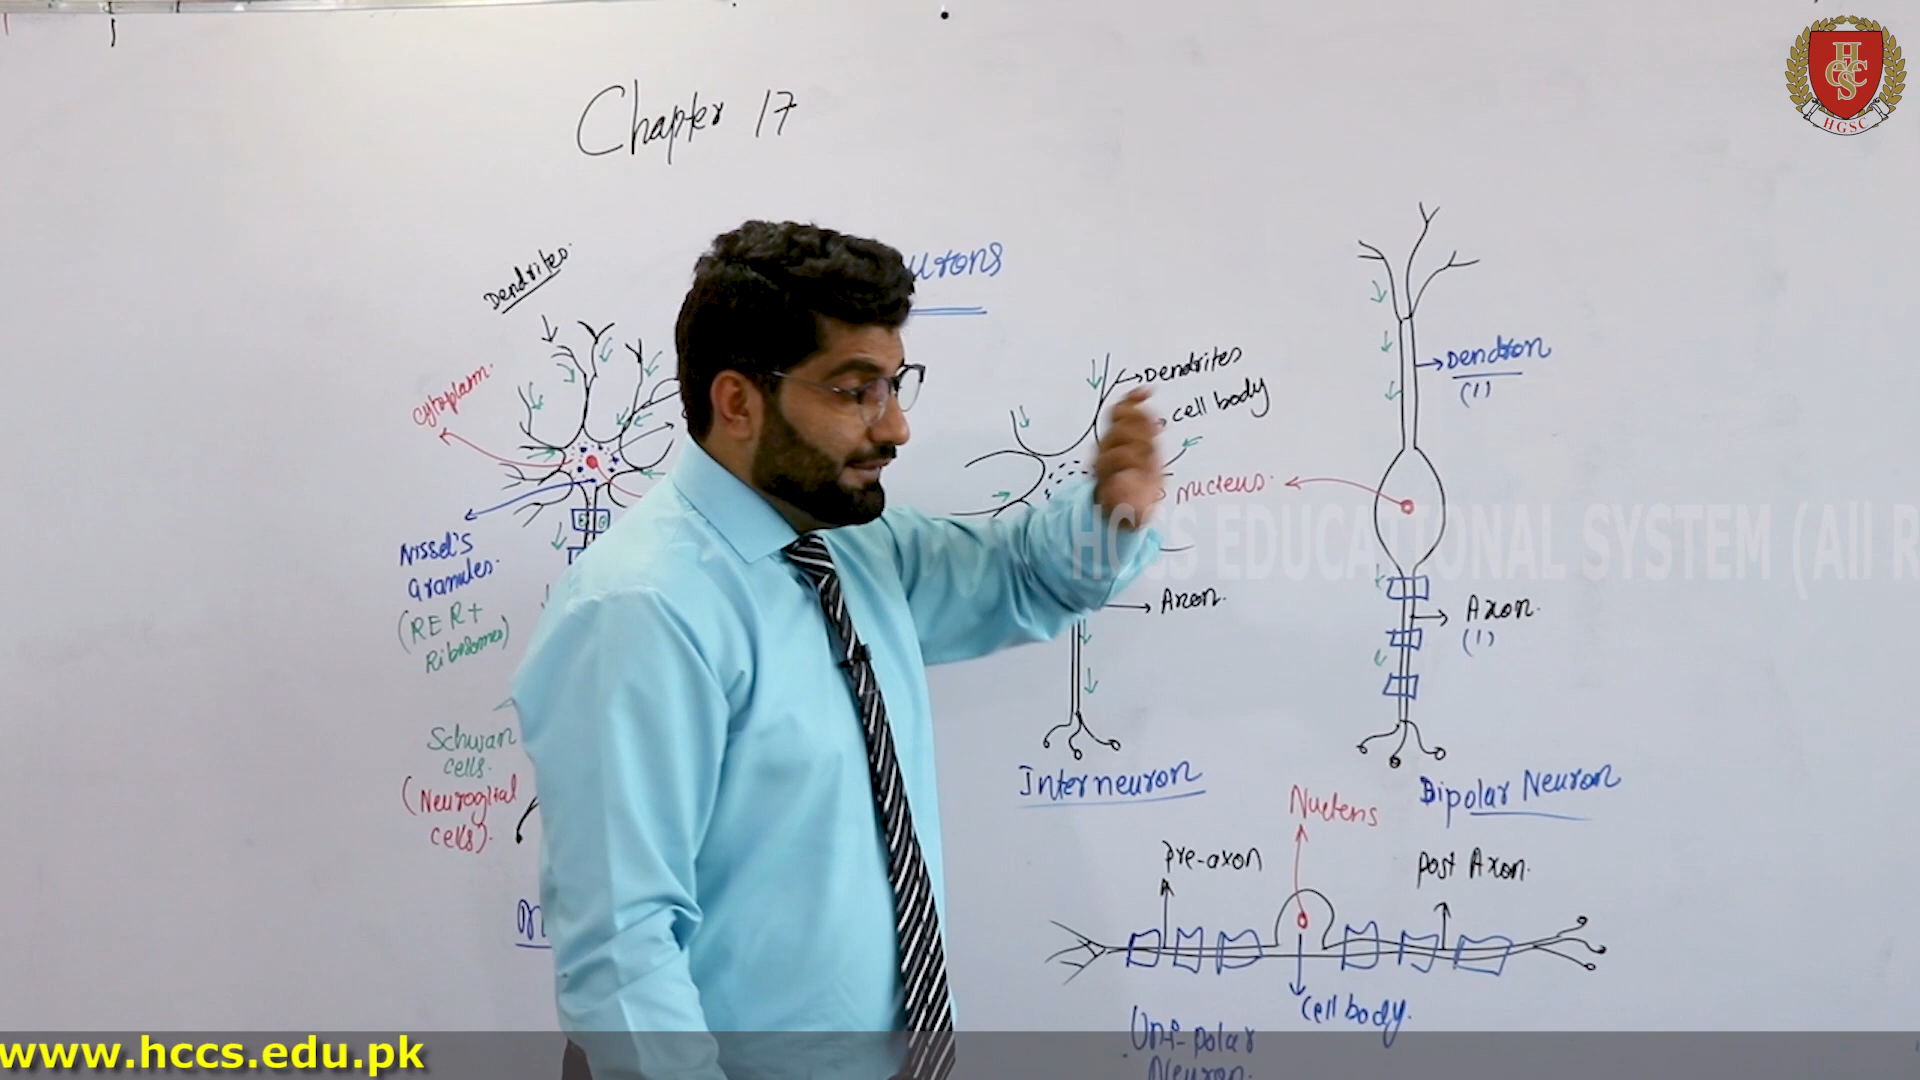 Chapter 17
HGSC
Dendrites.
Cytoplasm.
Nissel's
Granules.
(RER+
Ribosomes)
Schwan
cells.
(Neuroglial
cells).
Dendrites
cell body
nucleus.
Axon.
Interneuron
Dendron
(1)
Axon.
(1)
Bipolar Neuron
Nucleus
Pre-axon
Post Axon.
Cell body.
Uni-polar
Neuron.
HCCS EDUCATIONAL SYSTEM (All R
www.hccs.edu.pk